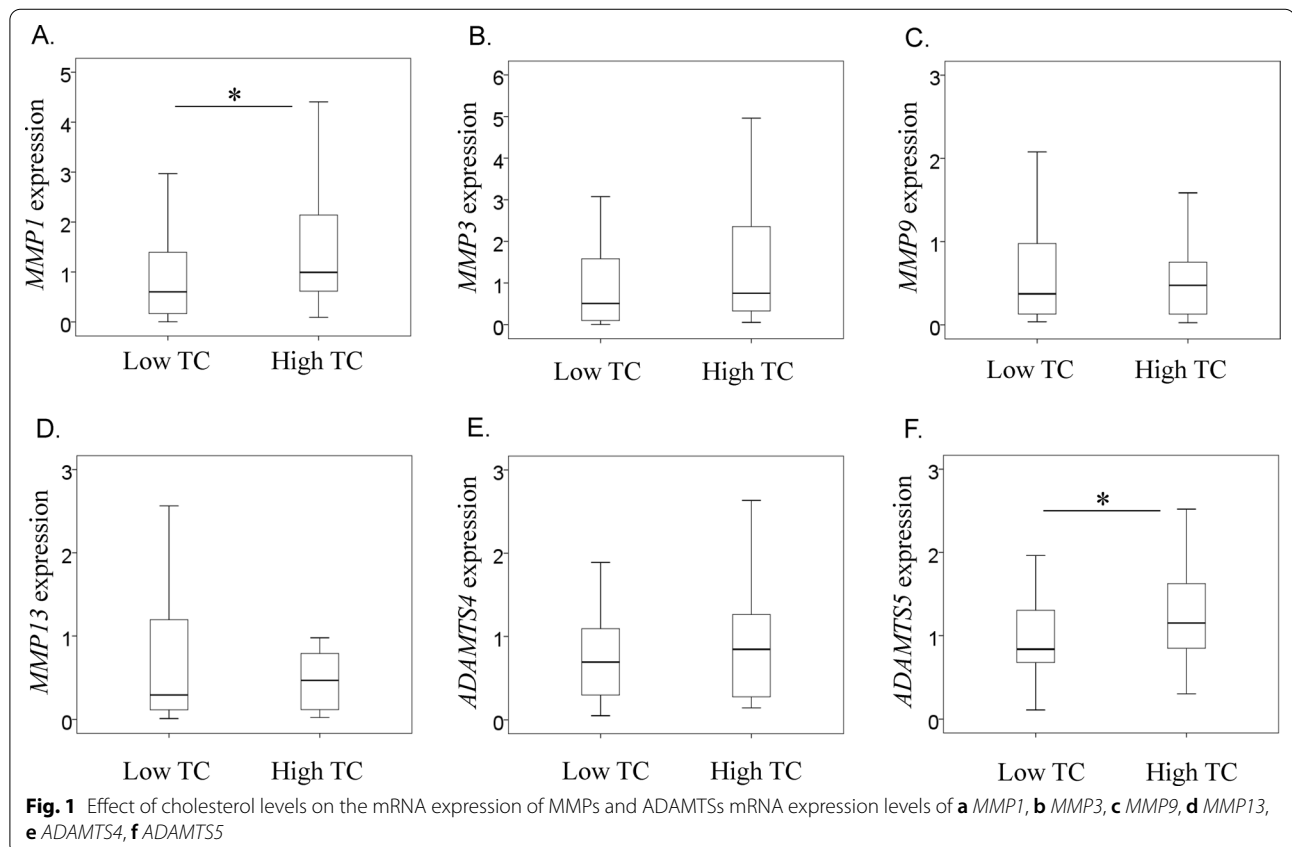 A.
MMP1 expression
5
4
3
2
1
0
*
Low TC High TC
B.
MMP3 expression
6
5
4
3
2
1
0
Low TC High TC
C.
MMP9 expression
3
2
1
0
Low TC High TC
D.
MMP13 expression
3
2
1
0
Low TC High TC
E.
ADAMTS4 expression
3
2
1
0
Low TC High TC
F.
ADAMTS5 expression
3
2
1
0
*
Low TC High TC
Fig. 1 Effect of cholesterol levels on the mRNA expression of MMPs and ADAMTSs mRNA expression levels of a MMP1, b MMP3, c MMP9, d MMP13,
e ADAMTS4, f ADAMTS5